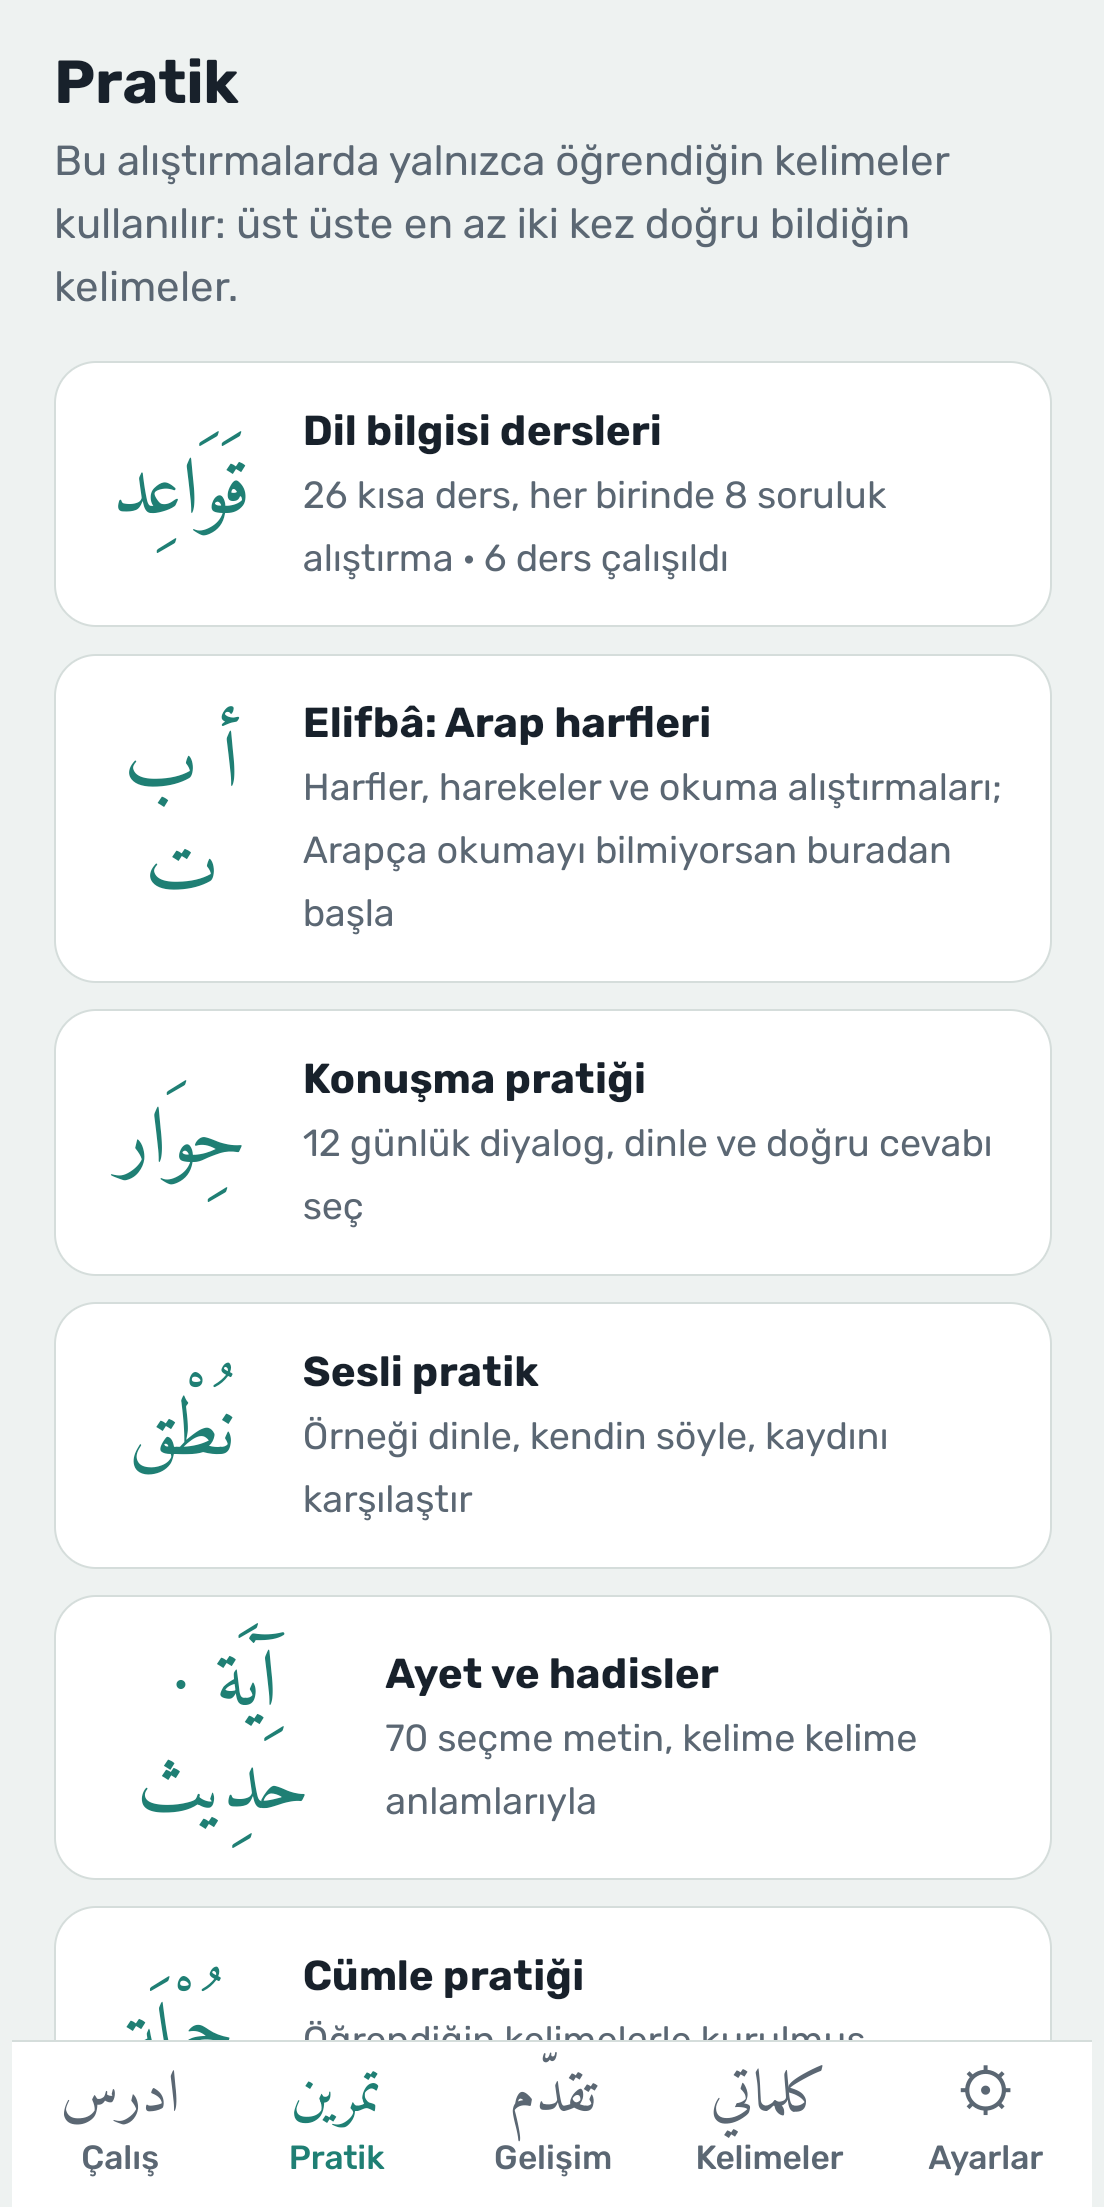 Pratik
Bu alıştırmalarda yalnızca öğrendiğin kelimeler
kullanılır: üst üste en az iki kez doğru bildiğin
kelimeler.
قَوَاعِد
Dil bilgisi dersleri
26 kısa ders, her birinde 8 soruluk
alıştırma • 6 ders çalışıldı
أ ب
ت
Elifbâ: Arap harfleri
Harfler, harekeler ve okuma alıştırmaları;
Arapça okumayı bilmiyorsan buradan
başla
حِوَار
Konuşma pratiği
12 günlük diyalog, dinle ve doğru cevabı
seç
نُطْق
Sesli pratik
Örneği dinle, kendin söyle, kaydını
karşılaştır
آيَة ·
حدِيث
Ayet ve hadisler
70 seçme metin, kelime kelime
anlamlarıyla
جُمْلَة
Cümle pratiği
Öğrendiğin kelimelerle kurulmuş
ادرس
Çalış
تمرين
Pratik
تقدّم
Gelişim
كلماتي
Kelimeler
Ayarlar